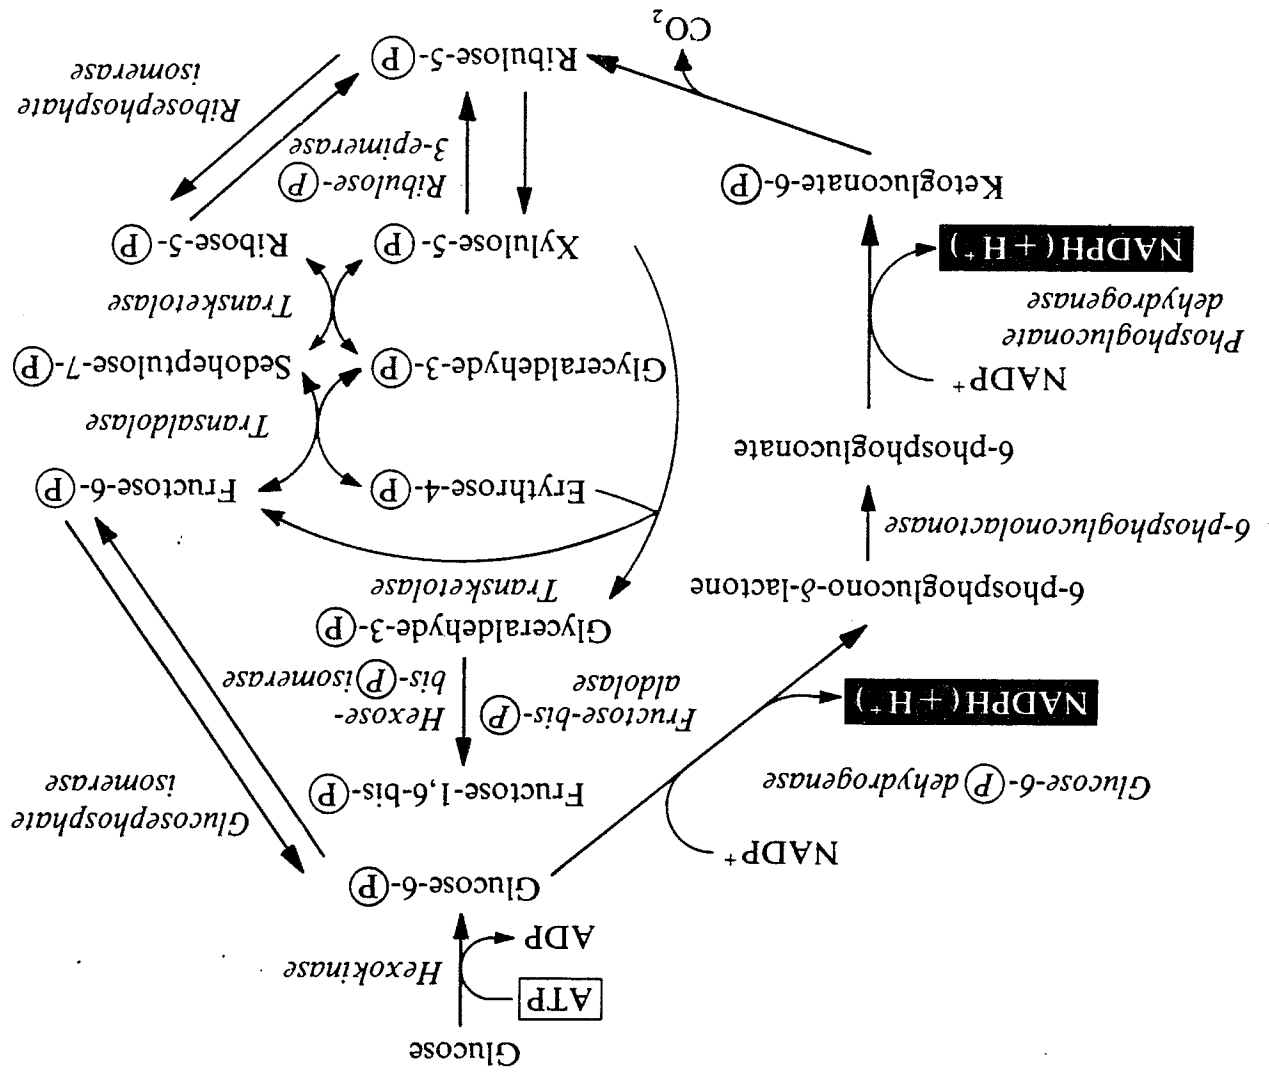 Glucose
ATP
Hexokinase
ADP
Glucose-6-P
NADP⁺
Glucose-6-P dehydrogenase
NADPH(+H⁺)
Glucosephosphate
isomerase
Fructose-1,6-bis-P
Fructose-bis-P
aldolase
Hexose-
bis-P isomerase
Glyceraldehyde-3-P
Transketolase
6-phosphoglucono-δ-lactone
6-phosphogluconolactonase
6-phosphogluconate
Erythrose-4-P
Fructose-6-P
Transaldolase
NADP⁺
Phosphogluconate
dehydrogenase
NADPH(+H⁺)
Glyceraldehyde-3-P
Sedoheptulose-7-P
Transketolase
Xylulose-5-P
Ribose-5-P
Ketogluconate-6-P
Ribulose-P
3-epimerase
Ribosephosphate
isomerase
Ribulose-5-P
CO₂